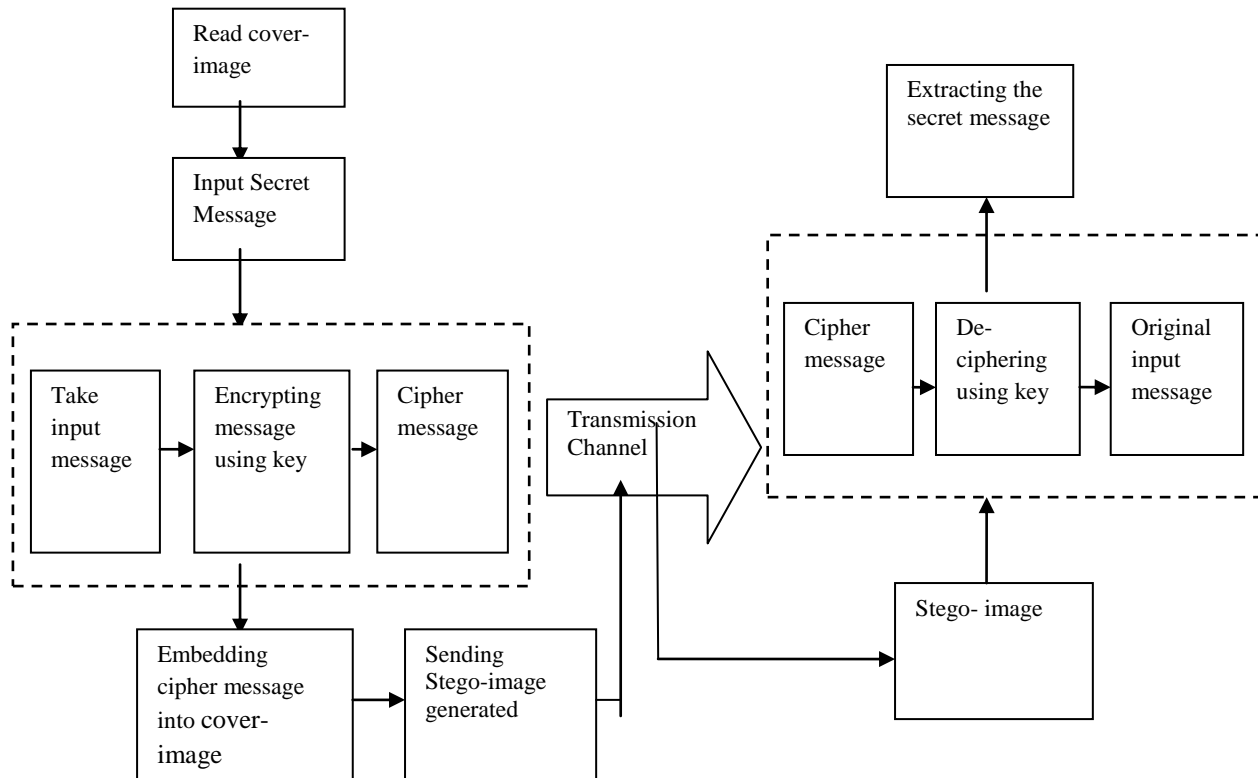 Read cover-
image
Input Secret
Message
Take
input
message
Encrypting
message
using key
Cipher
message
Embedding
cipher message
into cover-
image
Sending
Stego-image
generated
Transmission
Channel
Stego- image
Cipher
message
De-
ciphering
using key
Original
input
message
Extracting the
secret message